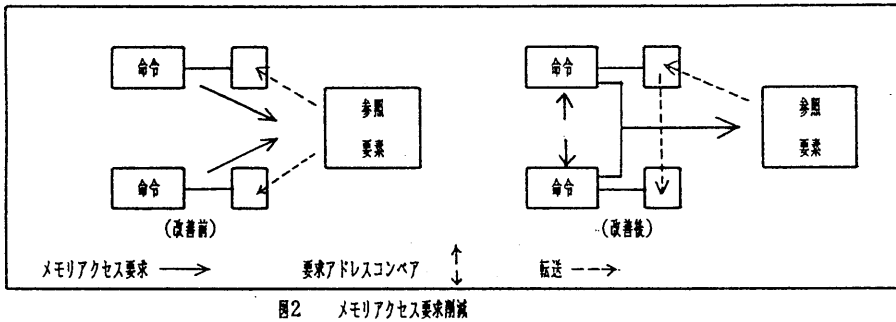 命令
参照
要素
命令
(改善前)
命令
参照
要素
命令
(改善後)
メモリアクセス要求
要求アドレスコンペア
転送
図2 メモリアクセス要求削減